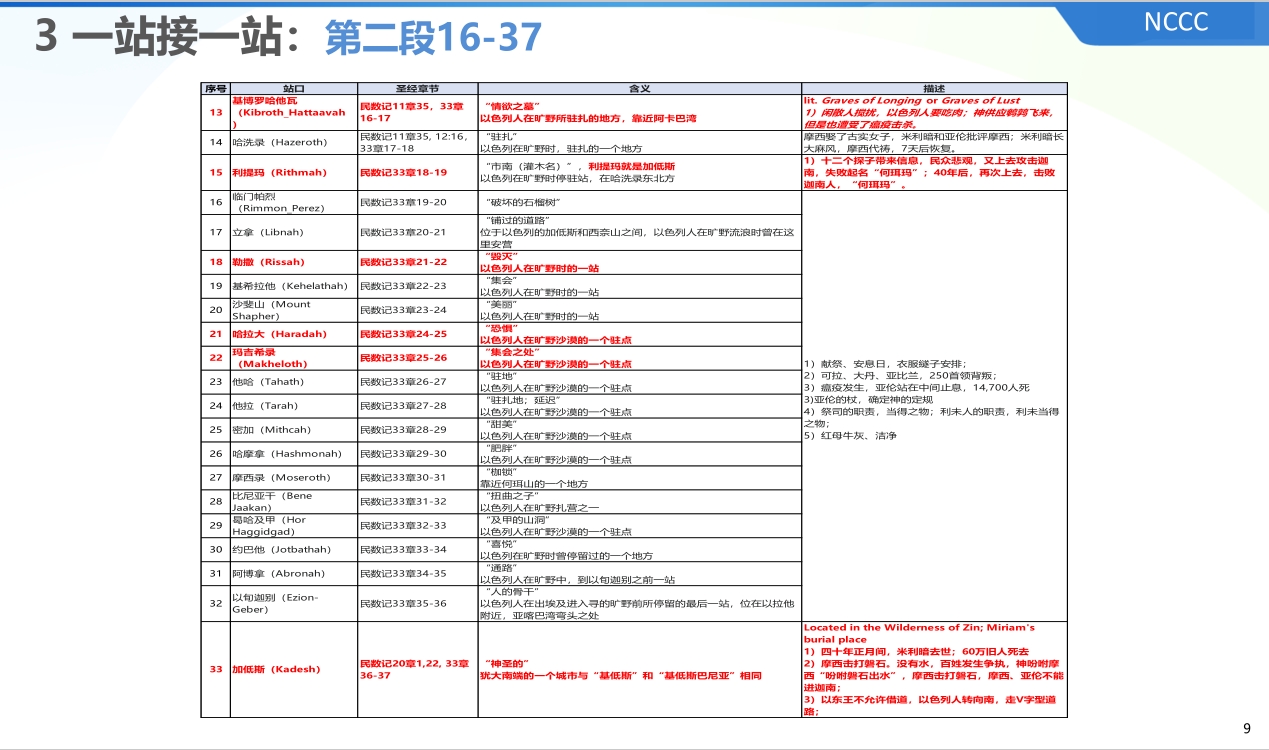 3 一站接一站：第二段16-37
NCCC
序号 站口 圣经章节 含义 描述
13 基博罗哈他瓦（Kibroth_Hattaavah） 民数记11章35，33章16-17 “情欲之墓” 以色列人在旷野所驻扎的地方，靠近阿卡巴湾 lit. Graves of Longing or Graves of Lust
1）闲散人搅扰，以色列人要吃肉；神供应鹌鹑飞来，但是也遭受了瘟疫击杀。
14 哈洗录（Hazeroth） 民数记11章35, 12:16, 33章17-18 “驻扎” 以色列在旷野时，驻扎的一个地方 摩西娶了古实女子，米利暗和亚伦批评摩西；米利暗长大麻风，摩西代祷，7天后恢复。
15 利提玛（Rithmah） 民数记33章18-19 “市南（灌木名）”，利提玛就是加低斯 以色列在旷野时停驻站，在哈洗录东北方 1）十二个探子带来信息，民众悲观，又上去攻击迦南，失败起名“何珥玛”；40年后，再次上去，击败迦南人，“何珥玛”。
16 临门帕烈（Rimmon_Perez） 民数记33章19-20 “破坏的石榴树”
17 立拿（Libnah） 民数记33章20-21 “铺过的道路” 位于以色列的加低斯和西奈山之间，以色列人在旷野流浪时曾在这里安营
18 勒撒（Rissah) 民数记33章21-22 “毁灭” 以色列人在旷野时的一站
19 基希拉他（Kehelathah) 民数记33章22-23 “集会” 以色列人在旷野时的一站
20 沙斐山（Mount Shapher) 民数记33章23-24 “美丽” 以色列人在旷野时的一站
21 哈拉大（Haradah) 民数记33章24-25 “恐惧” 以色列人在旷野沙漠的一个驻点
22 玛吉希录（Makheloth) 民数记33章25-26 “集会之处” 以色列人在旷野沙漠的一个驻点
23 他哈（Tahath) 民数记33章26-27 “驻地” 以色列人在旷野沙漠的一个驻点
24 他拉（Tarah) 民数记33章27-28 “驻扎地；延迟” 以色列人在旷野沙漠的一个驻点
25 密加（Mithcah) 民数记33章28-29 “甜美” 以色列人在旷野沙漠的一个驻点
26 哈摩拿（Hashmonah) 民数记33章29-30 “肥胖” 以色列人在旷野沙漠的一个驻点
27 摩西录（Moseroth) 民数记33章30-31 “枷锁” 靠近何珥山的一个地方
28 比尼亚干（Bene Jaakan) 民数记33章31-32 “扭曲之子” 以色列人在旷野扎营之一
29 曷哈及甲（Hor Haggidgad) 民数记33章32-33 “及甲的山洞” 以色列人在旷野沙漠的一个驻点
30 约巴他（Jotbathah) 民数记33章33-34 “喜悦” 以色列在旷野时曾停留过的一个地方
31 阿博拿（Abronah) 民数记33章34-35 “通路” 以色列人在旷野中，到以旬迦别之前一站
32 以旬迦别（Ezion-Geber) 民数记33章35-36 “人的骨干” 以色列人在出埃及进入寻的旷野前所停留的最后一站，位在以拉他附近，亚喀巴湾弯头之处
1）献祭、安息日，衣服繸子安排；
2）可拉、大丹、亚比兰，250首领背叛；
3）瘟疫发生，亚伦站在中间止息，14,700人死
3)亚伦的杖，确定神的定规
4）祭司的职责，当得之物；利未人的职责，利未当得之物；
5）红母牛灰、洁净
33 加低斯（Kadesh) 民数记20章1,22, 33章36-37 “神圣的” 犹大南端的一个城市与“基低斯”和“基低斯巴尼亚”相同 Located in the Wilderness of Zin; Miriam's burial place
1）四十年正月间，米利暗去世；60万旧人死去
2）摩西击打磐石。没有水，百姓发生争执，神吩咐摩西“吩咐磐石出水”，摩西击打磐石，摩西、亚伦不能进迦南；
3）以东王不允许借道，以色列人转向南，走V字型道路；
9